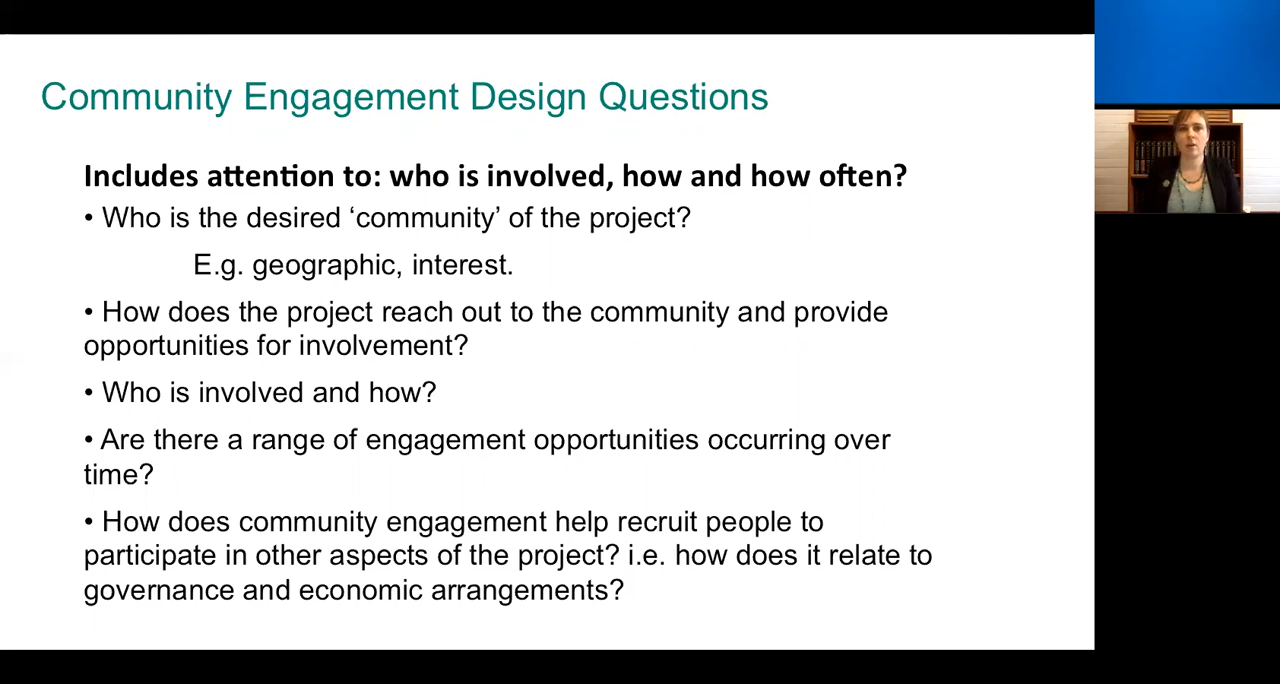 Community Engagement Design Questions
Includes attention to: who is involved, how and how often?
• Who is the desired ‘community’ of the project?
E.g. geographic, interest.
• How does the project reach out to the community and provide
opportunities for involvement?
• Who is involved and how?
• Are there a range of engagement opportunities occurring over
time?
• How does community engagement help recruit people to
participate in other aspects of the project? i.e. how does it relate to
governance and economic arrangements?